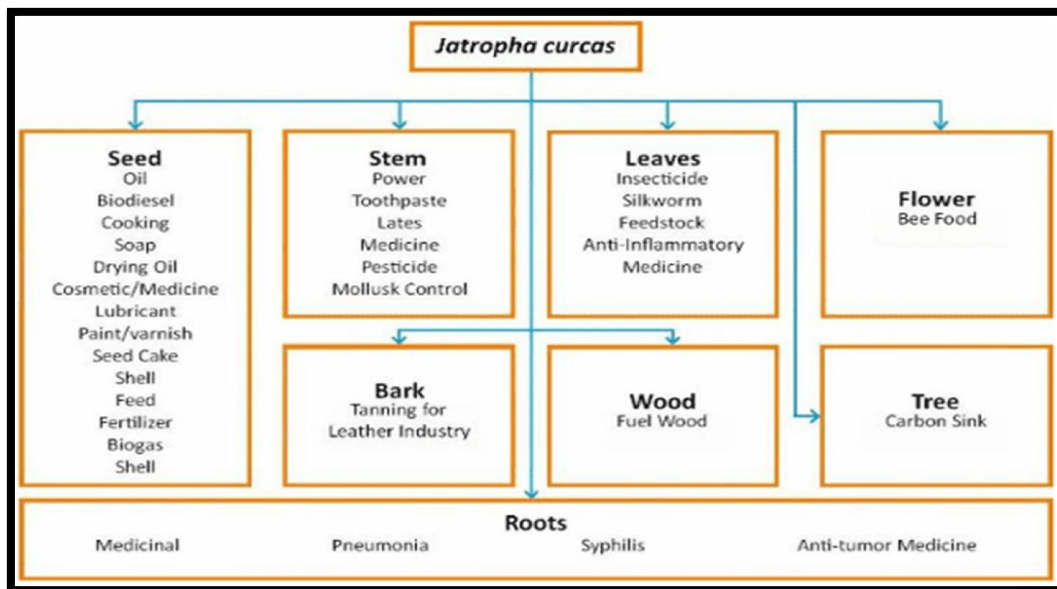 Jatropha curcas
Seed
Oil
Biodiesel
Cooking
Soap
Drying Oil
Cosmetic/Medicine
Lubricant
Paint/varnish
Seed Cake
Shell
Feed
Fertilizer
Biogas
Shell
Stem
Power
Toothpaste
Lates
Medicine
Pesticide
Mollusk Control
Leaves
Insecticide
Silkworm
Feedstock
Anti-Inflammatory
Medicine
Flower
Bee Food
Bark
Tanning for
Leather Industry
Wood
Fuel Wood
Tree
Carbon Sink
Roots
Medicinal Pneumonia Syphilis Anti-tumor Medicine